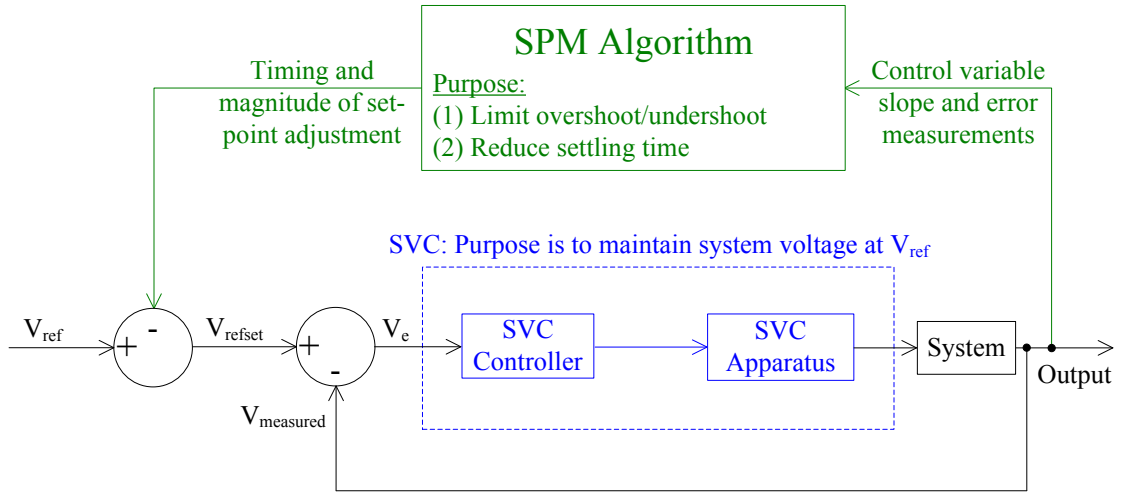 SPM Algorithm
Purpose:
(1) Limit overshoot/undershoot
(2) Reduce settling time
Timing and
magnitude of set-
point adjustment
Control variable
slope and error
measurements
SVC: Purpose is to maintain system voltage at Vref
Vref
+
-
Vrefset
+
-
Ve
SVC
Controller
SVC
Apparatus
System
Output
Vmeasured